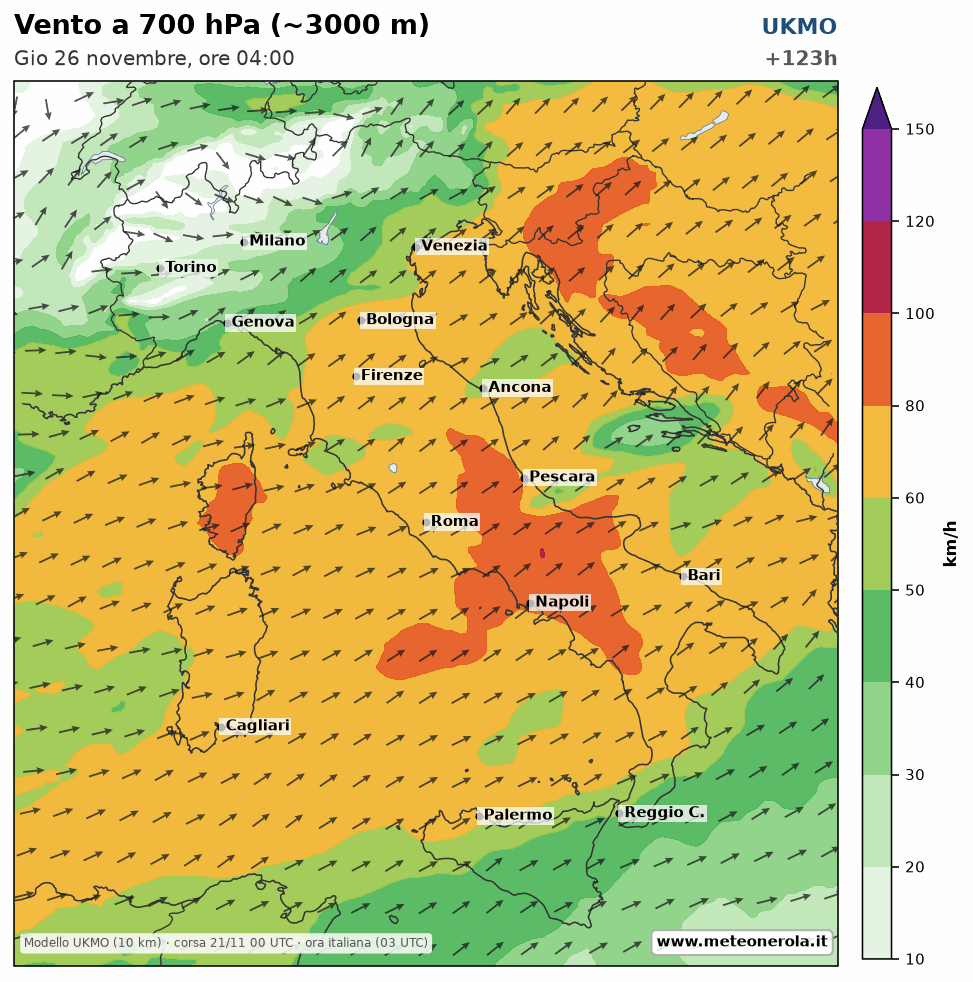 Vento a 700 hPa (~3000 m)
UKMO
Gio 26 novembre, ore 04:00
+123h
Milano
Venezia
Torino
Genova
Bologna
Firenze
Ancona
Pescara
Roma
Bari
Napoli
Cagliari
Palermo
Reggio C.
150
120
100
80
60
50
40
30
20
10
km/h
Modello UKMO (10 km) · corsa 21/11 00 UTC · ora italiana (03 UTC)
www.meteonerola.it